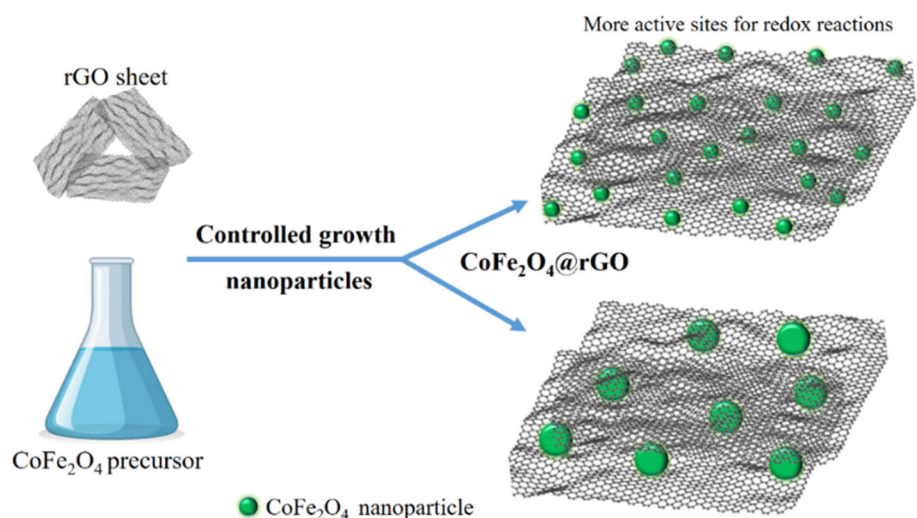 More active sites for redox reactions
rGO sheet
Controlled growth
nanoparticles
CoFe₂O₄@rGO
CoFe₂O₄ precursor
CoFe₂O₄ nanoparticle